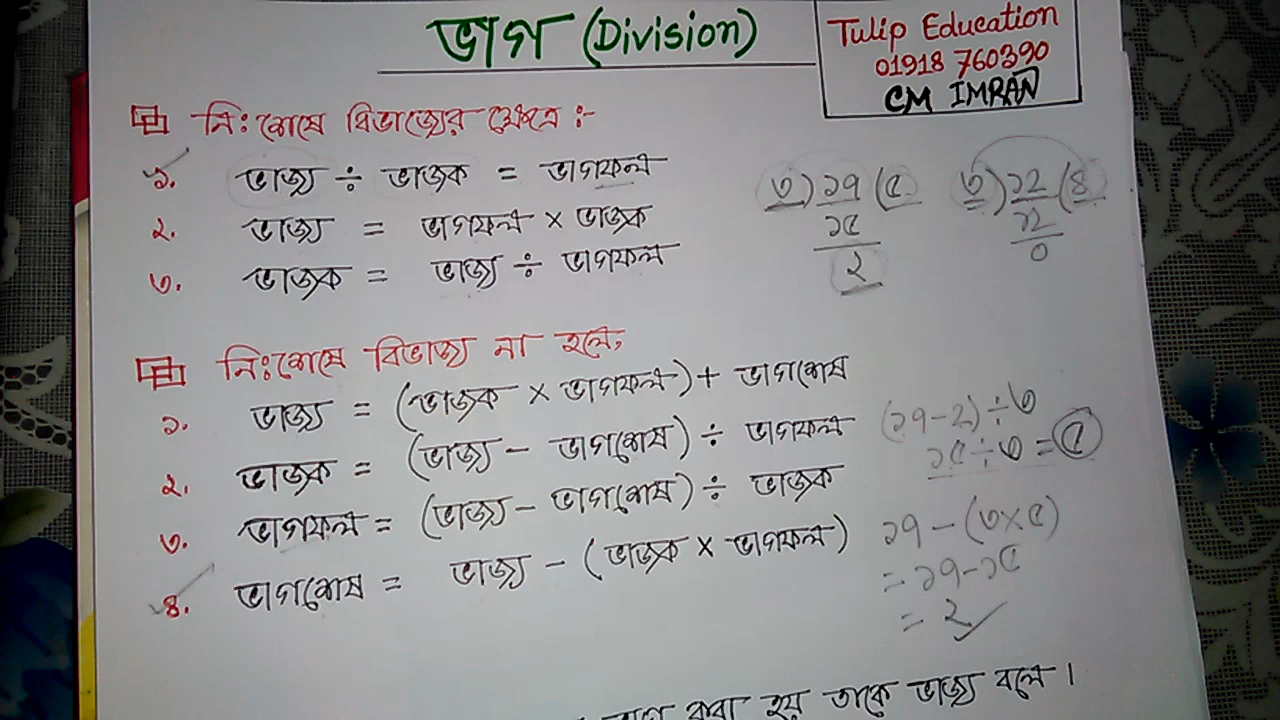 ভাগ (Division)
Tulip Education
01918 760390
CM IMRAN
নিঃশেষে বিভাজ্যের ক্ষেত্রে :-
১. ভাজ্য ÷ ভাজক = ভাগফল
২. ভাজ্য = ভাগফল × ভাজক
৩. ভাজক = ভাজ্য ÷ ভাগফল
৩) ১৭ (৫
১৫
২
৩) ১২ (৪
১২
০
নিঃশেষে বিভাজ্য না হলে,
১. ভাজ্য = (ভাজক × ভাগফল) + ভাগশেষ
২. ভাজক = (ভাজ্য - ভাগশেষ) ÷ ভাগফল
৩. ভাগফল = (ভাজ্য - ভাগশেষ) ÷ ভাজক
৪. ভাগশেষ = ভাজ্য - (ভাজক × ভাগফল)
(১৭-২) ÷ ৩
১৫ ÷ ৩ = ৫
১৭ - (৩×৫)
= ১৭-১৫
= ২
করা হয় তাকে ভাজ্য বলে।